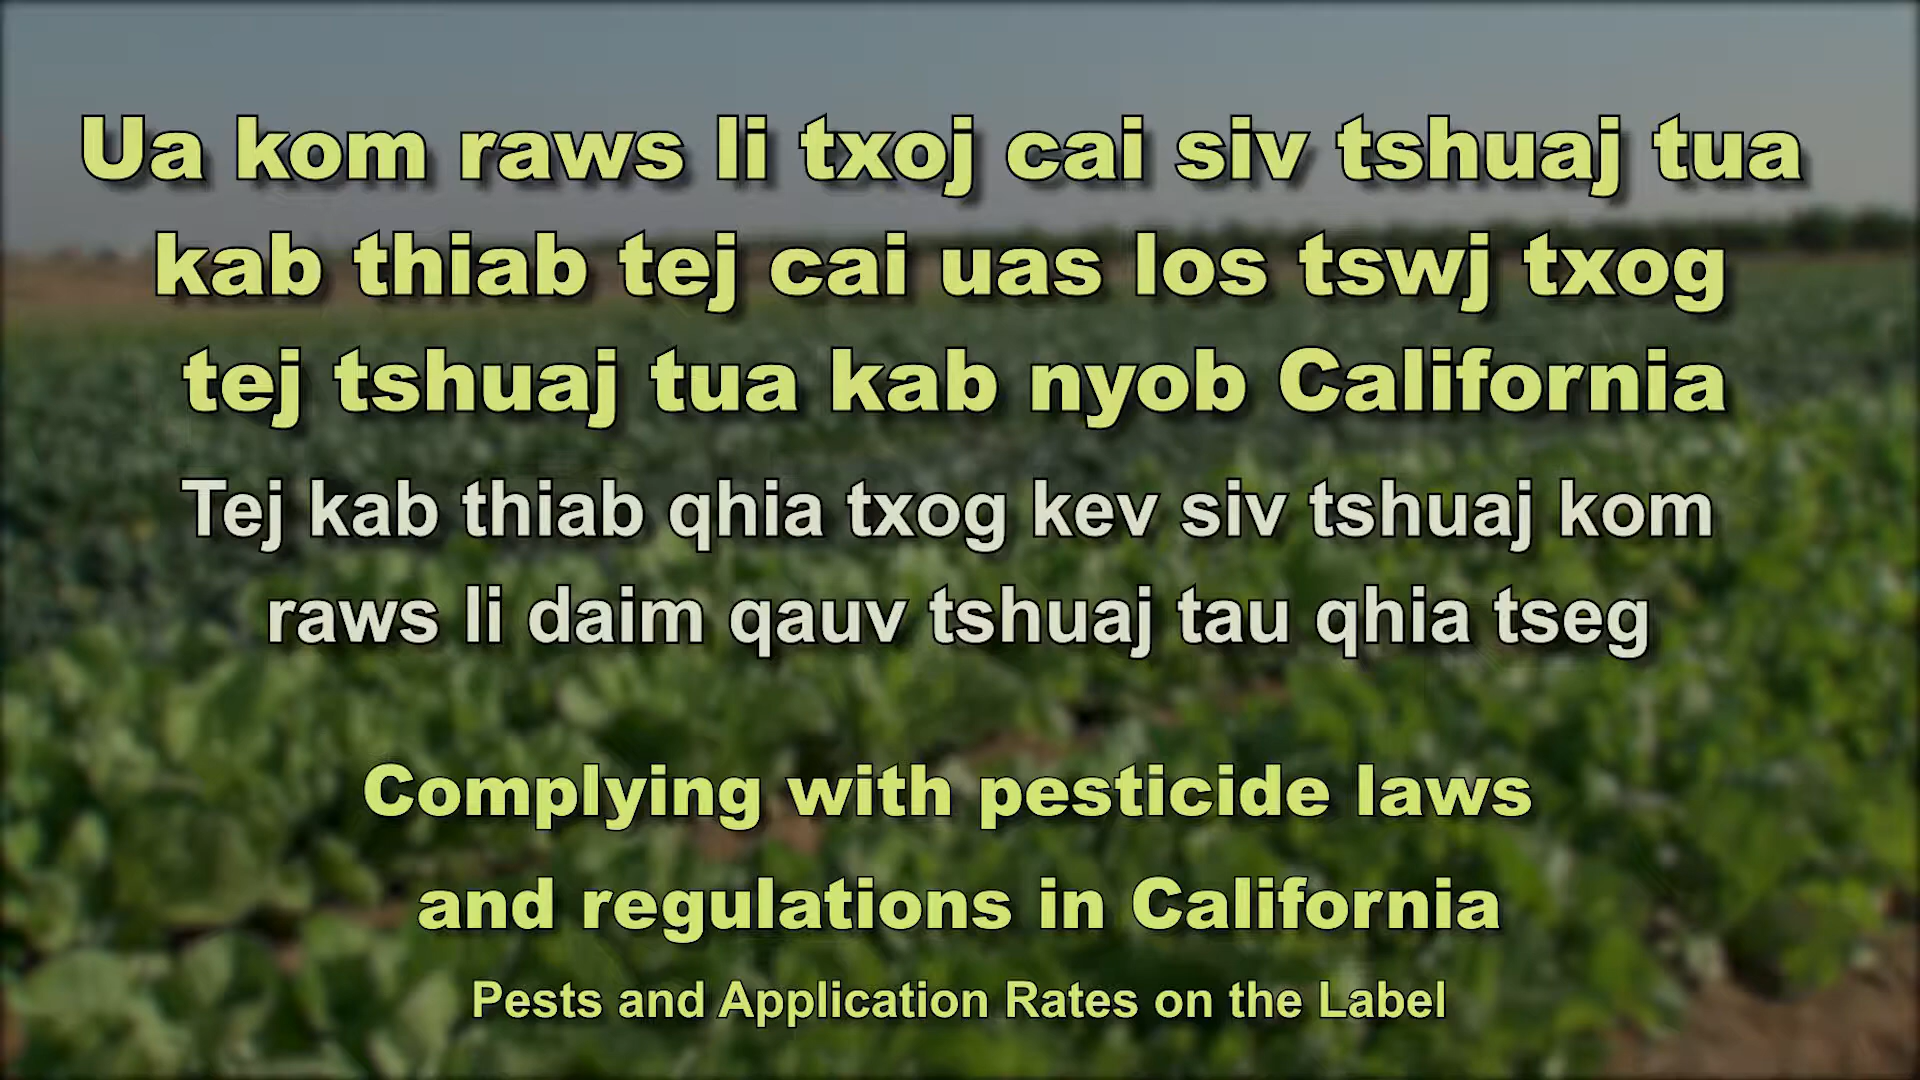 Ua kom raws li txoj cai siv tshuaj tua
kab thiab tej cai uas los tswj txog
tej tshuaj tua kab nyob California
Tej kab thiab qhia txog kev siv tshuaj kom
raws li daim qauv tshuaj tau qhia tseg
Complying with pesticide laws
and regulations in California
Pests and Application Rates on the Label